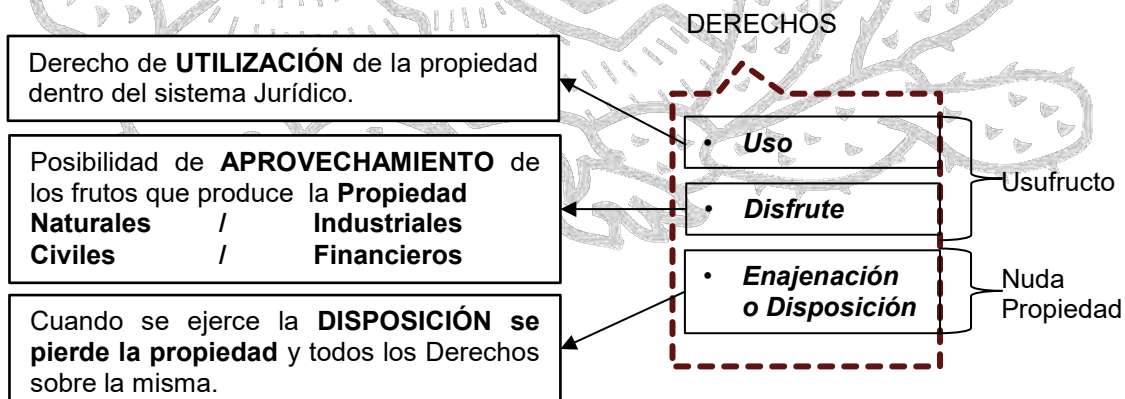 DERECHOS
Derecho de UTILIZACIÓN de la propiedad
dentro del sistema Jurídico.
Posibilidad de APROVECHAMIENTO de
los frutos que produce la Propiedad
Naturales / Industriales
Civiles / Financieros
Cuando se ejerce la DISPOSICIÓN se
pierde la propiedad y todos los Derechos
sobre la misma.
• Uso
• Disfrute
• Enajenación
o Disposición
Usufructo
Nuda
Propiedad